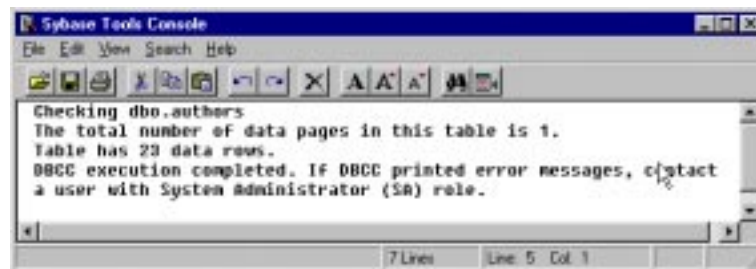 Sybase Tools Console
File Edit View Search Help
A A A
Checking dbo.authors
The total number of data pages in this table is 1.
Table has 23 data rows.
DBCC execution completed. If DBCC printed error messages, contact
a user with System Administrator (SA) role.
7 Lines Line 5 Col 1